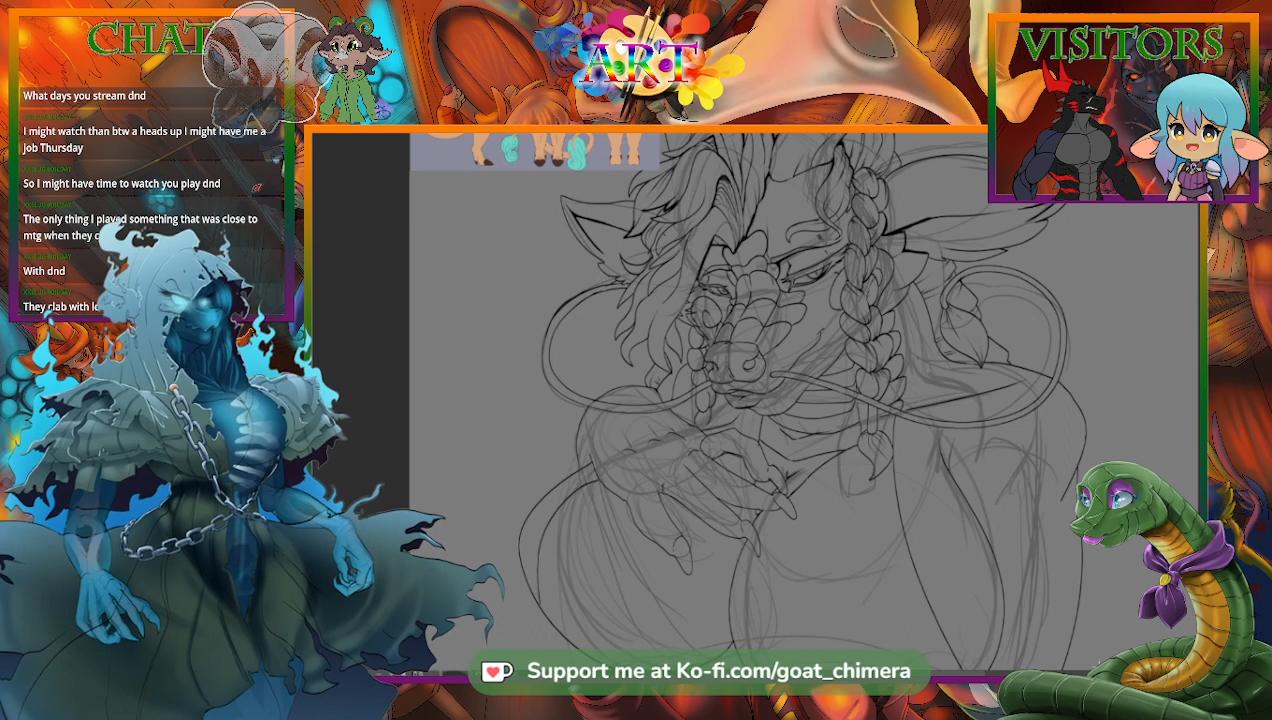 CHAT
ART
VISITORS
What days you stream dnd
I might watch than btw a heads up I might have me a
job Thursday
So I might have time to watch you play dnd
The only thing I played something that was close to
mtg when they
With dnd
They clab with
Support me at Ko-fi.com/goat_chimera